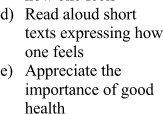 d) Read aloud short
texts expressing how
one feels
e) Appreciate the
importance of good
health